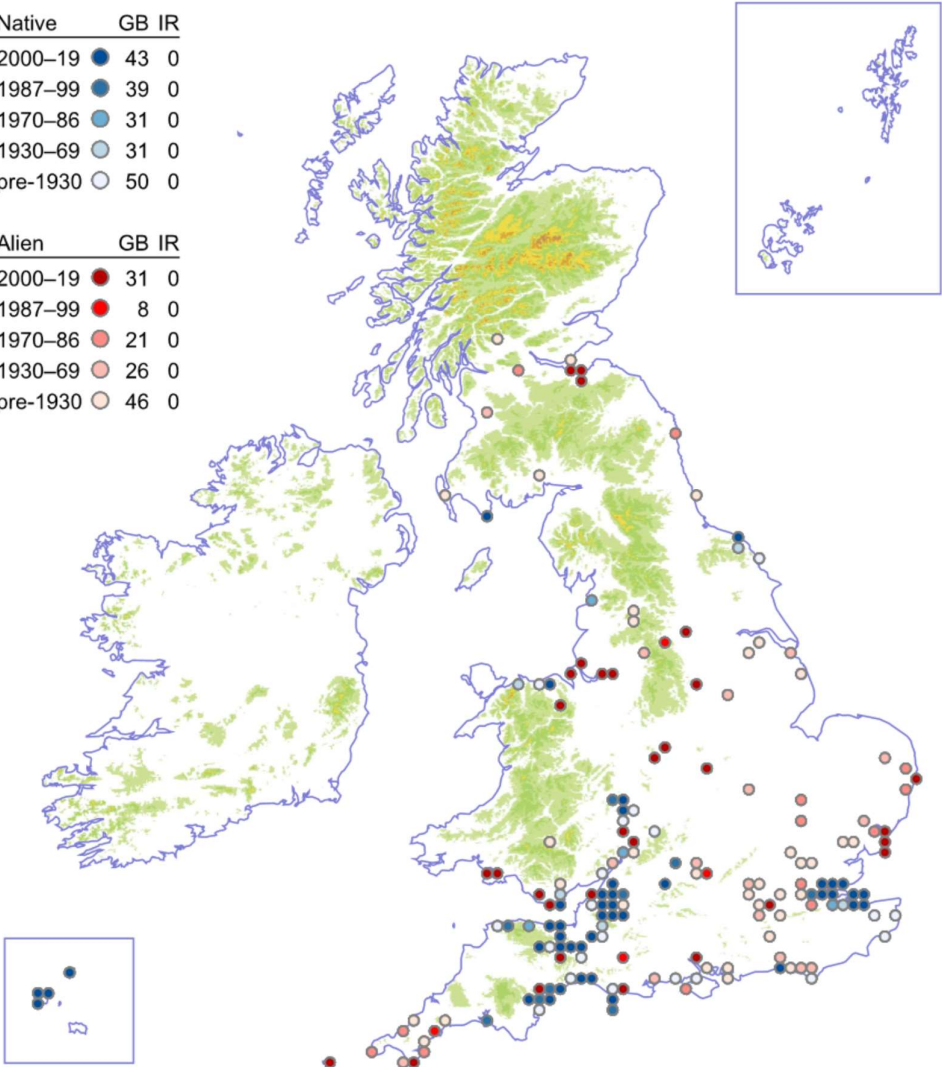 Native GB IR
2000–19 43 0
1987–99 39 0
1970–86 31 0
1930–69 31 0
pre-1930 50 0
Alien GB IR
2000–19 31 0
1987–99 8 0
1970–86 21 0
1930–69 26 0
pre-1930 46 0